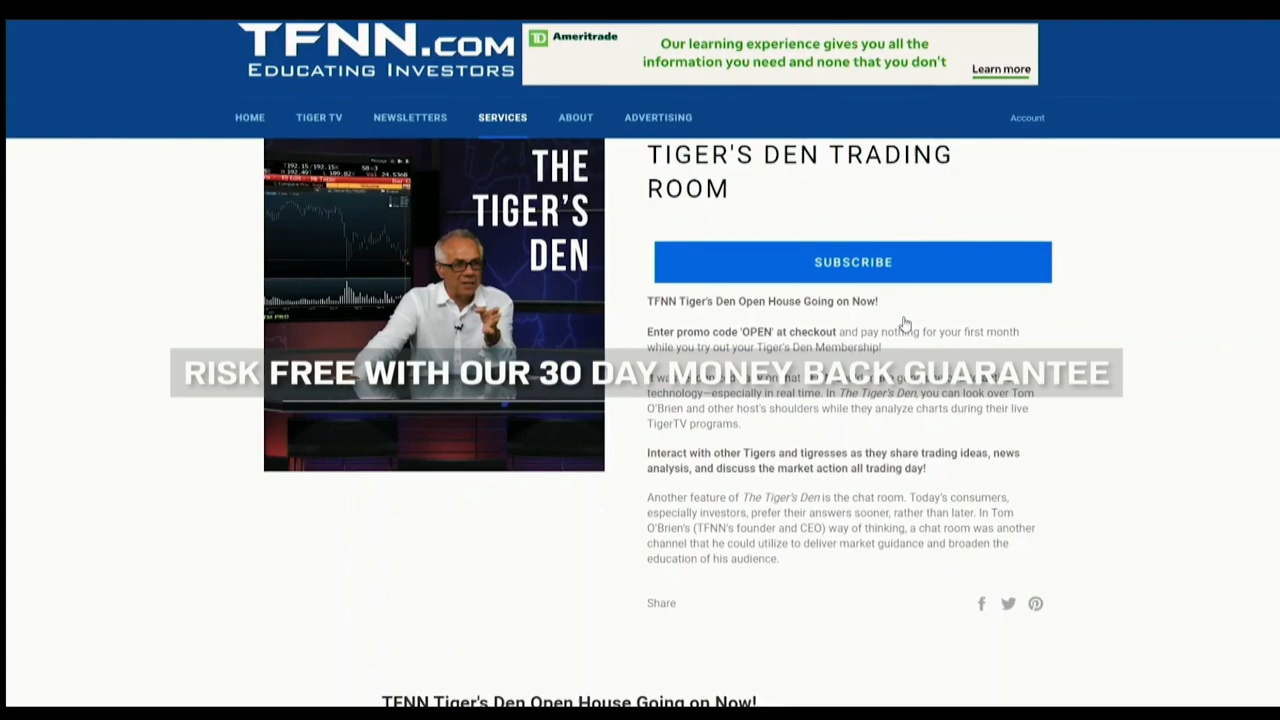 TFNN.COM
EDUCATING INVESTORS
TD Ameritrade
Our learning experience gives you all the
information you need and none that you don't
Learn more
HOME TIGER TV NEWSLETTERS SERVICES ABOUT ADVERTISING Account
THE
TIGER'S
DEN
TIGER'S DEN TRADING
ROOM
SUBSCRIBE
TFNN Tiger's Den Open House Going on Now!
Enter promo code 'OPEN' at checkout and pay nothing for your first month
while you try out your Tiger's Den Membership!
RISK FREE WITH OUR 30 DAY MONEY BACK GUARANTEE
technology—especially in real time. In The Tiger's Den, you can look over Tom
O'Brien and other host's shoulders while they analyze charts during their live
TigerTV programs.
Interact with other Tigers and tigresses as they share trading ideas, news
analysis, and discuss the market action all trading day!
Another feature of The Tiger's Den is the chat room. Today's consumers,
especially investors, prefer their answers sooner, rather than later. In Tom
O'Brien's (TFNN's founder and CEO) way of thinking, a chat room was another
channel that he could utilize to deliver market guidance and broaden the
education of his audience.
Share
TFNN Tiger's Den Open House Going on Now!